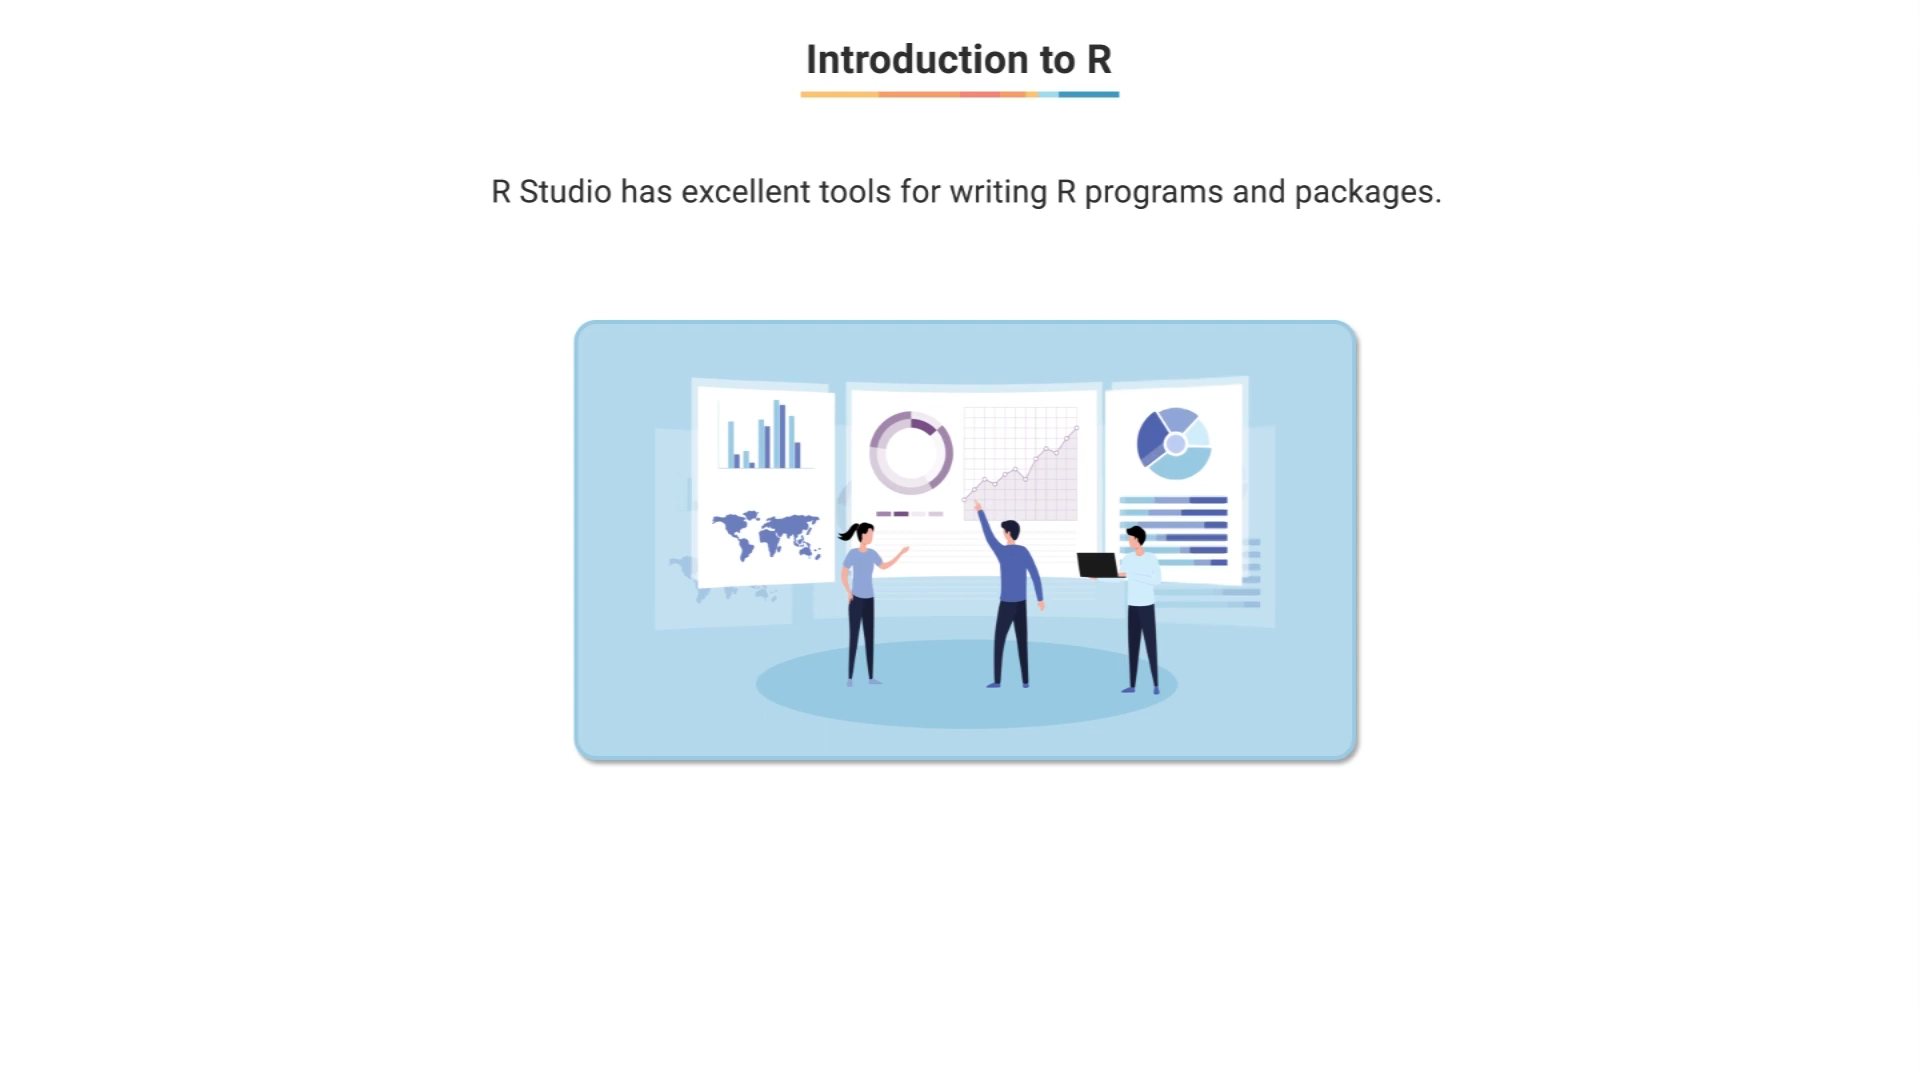 Introduction to R
R Studio has excellent tools for writing R programs and packages.